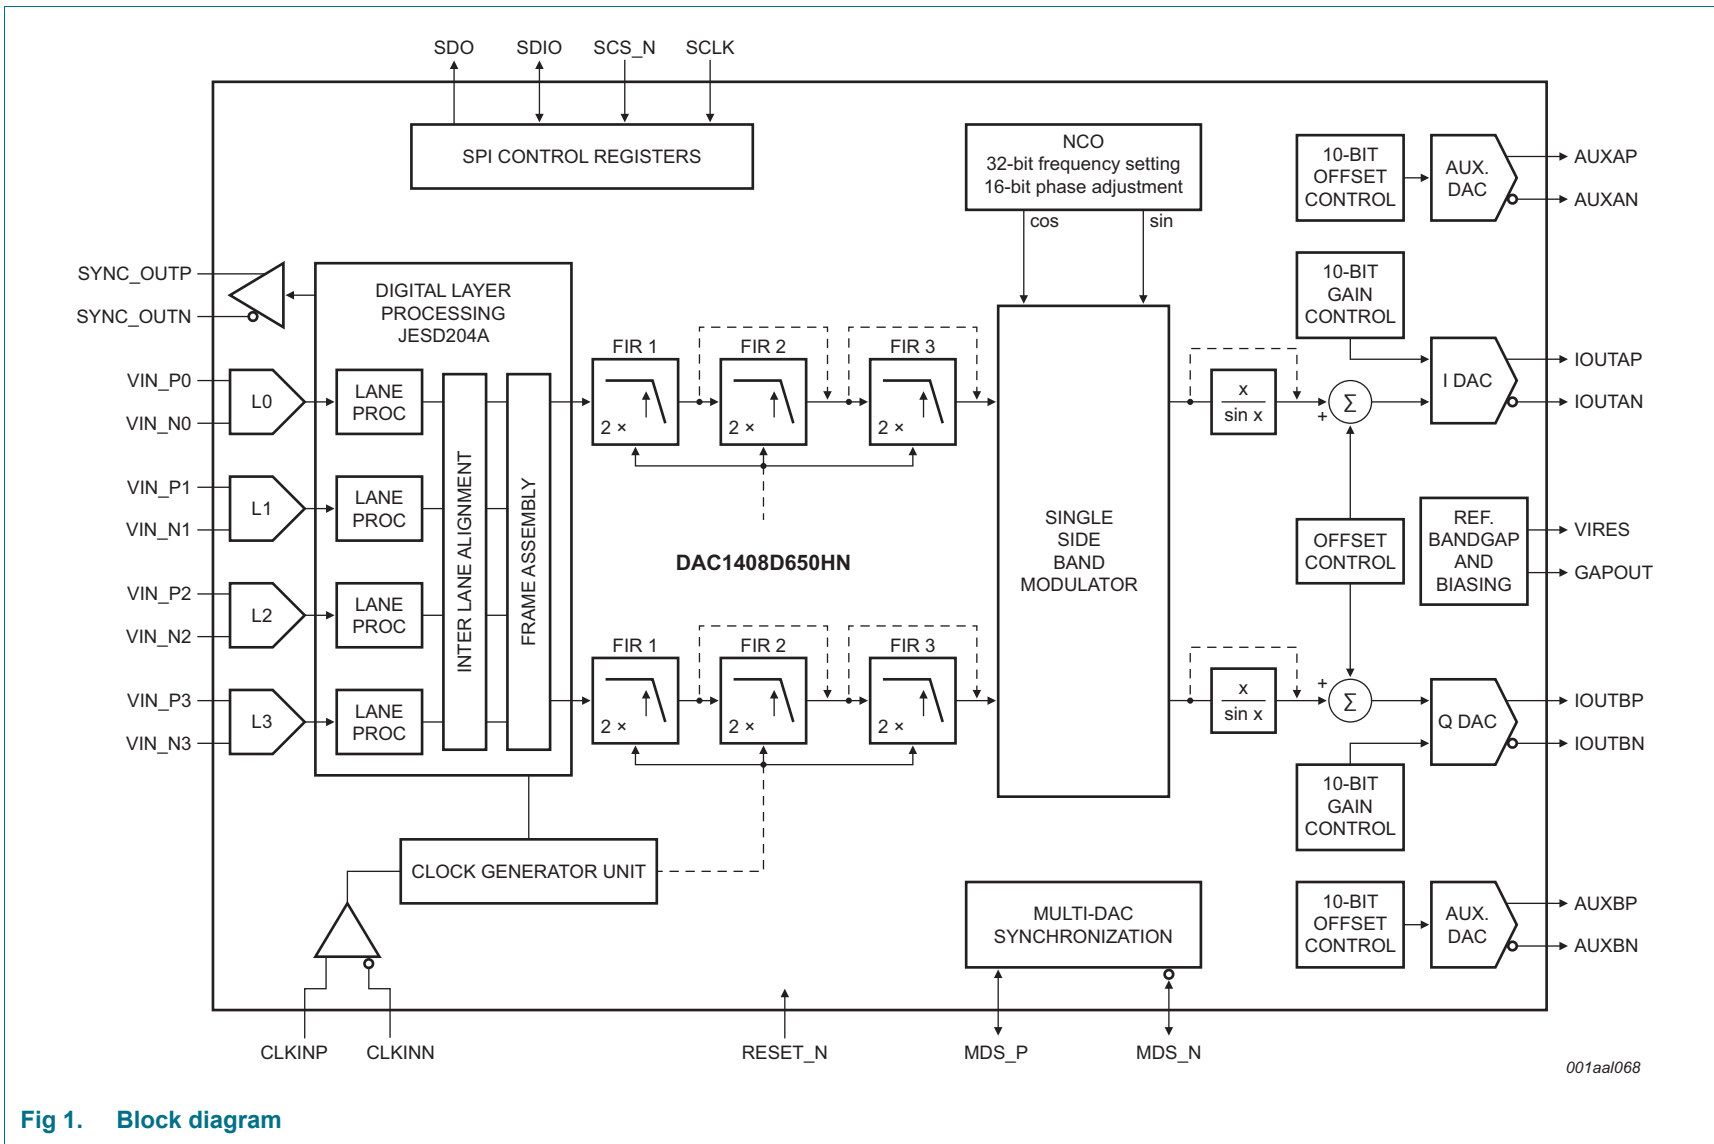 SDO
SDIO
SCS_N
SCLK
SPI CONTROL REGISTERS
NCO
32-bit frequency setting
16-bit phase adjustment
cos
sin
10-BIT
OFFSET
CONTROL
AUX.
DAC
AUXAP
AUXAN
SYNC_OUTP
SYNC_OUTN
DIGITAL LAYER
PROCESSING
JESD204A
10-BIT
GAIN
CONTROL
VIN_P0
VIN_N0
L0
LANE
PROC
FIR 1
2 ×
FIR 2
2 ×
FIR 3
2 ×
x
sin x
+
Σ
I DAC
IOUTAP
IOUTAN
VIN_P1
VIN_N1
L1
LANE
PROC
INTER LANE ALIGNMENT
FRAME ASSEMBLY
DAC1408D650HN
SINGLE
SIDE
BAND
MODULATOR
OFFSET
CONTROL
REF.
BANDGAP
AND
BIASING
VIRES
GAPOUT
VIN_P2
VIN_N2
L2
LANE
PROC
VIN_P3
VIN_N3
L3
LANE
PROC
FIR 1
2 ×
FIR 2
2 ×
FIR 3
2 ×
x
sin x
+
Σ
Q DAC
IOUTBP
IOUTBN
10-BIT
GAIN
CONTROL
CLOCK GENERATOR UNIT
MULTI-DAC
SYNCHRONIZATION
10-BIT
OFFSET
CONTROL
AUX.
DAC
AUXBP
AUXBN
CLKINP
CLKINN
RESET_N
MDS_P
MDS_N
001aal068
Fig 1. Block diagram